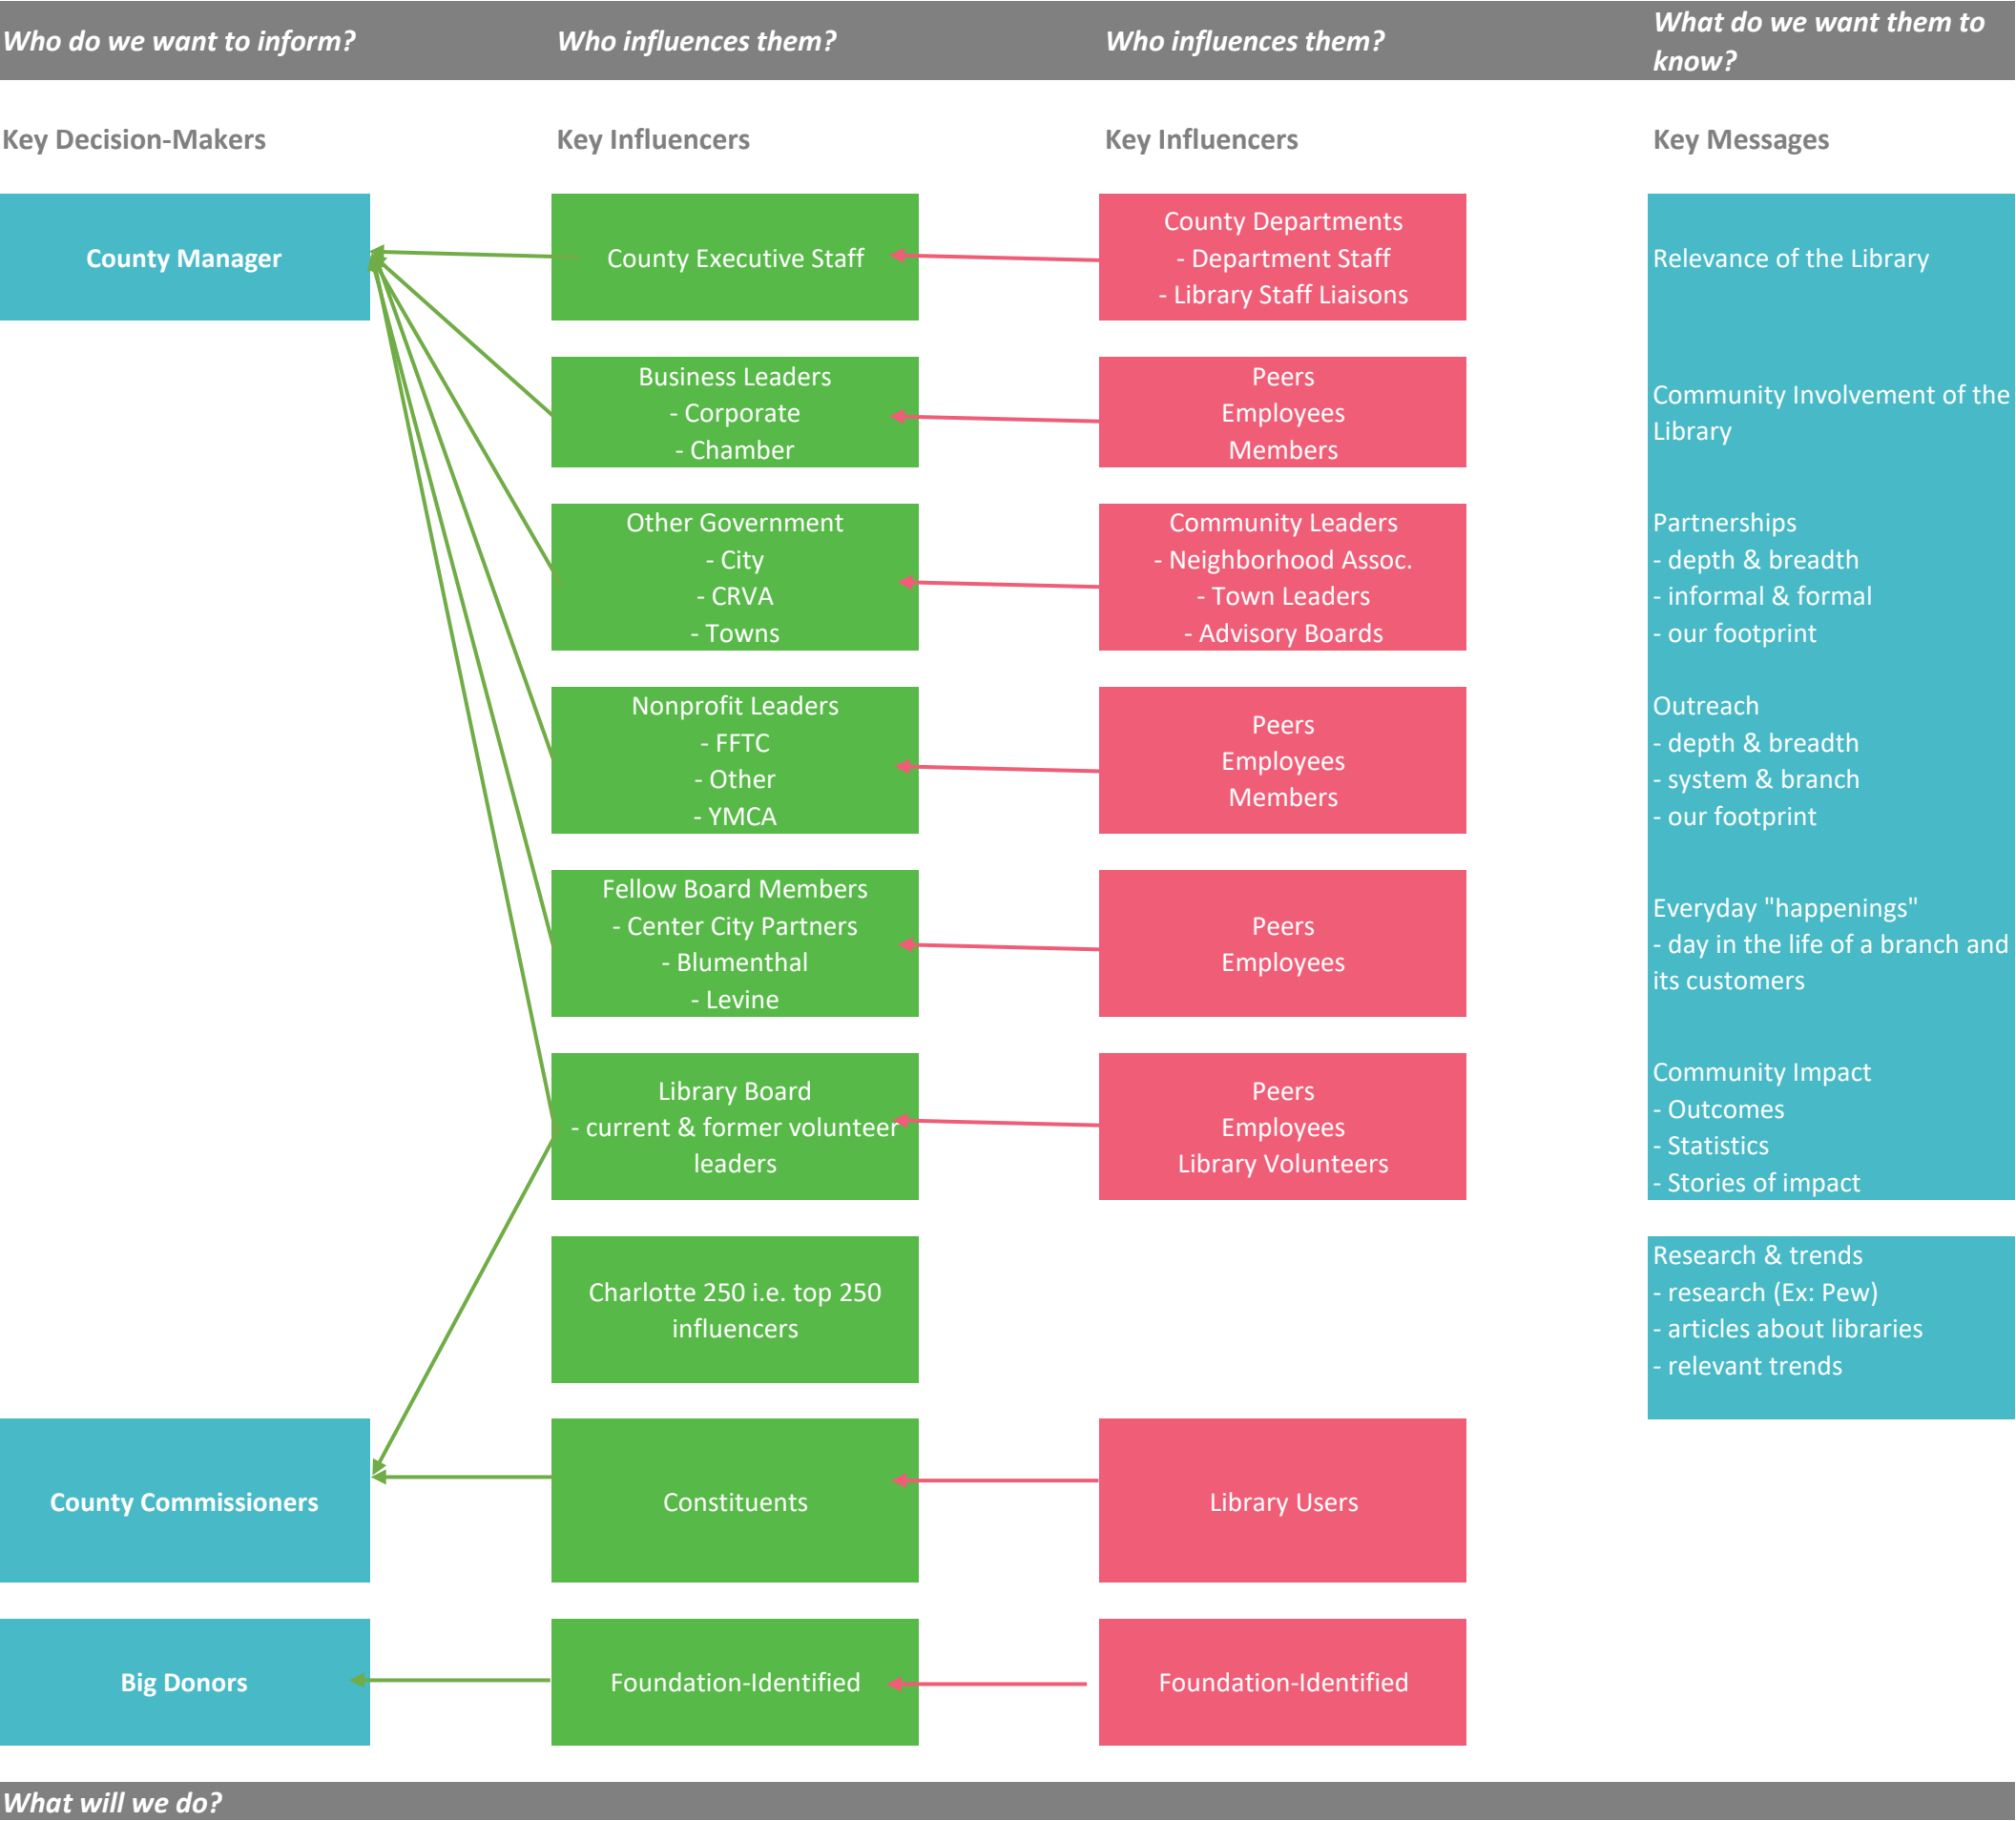 Who do we want to inform?
Who influences them?
Who influences them?
What do we want them to
know?
Key Decision-Makers
Key Influencers
Key Influencers
Key Messages
County Manager
County Executive Staff
County Departments
- Department Staff
- Library Staff Liaisons
Relevance of the Library
Business Leaders
- Corporate
- Chamber
Peers
Employees
Members
Community Involvement of the
Library
Other Government
- City
- CRVA
- Towns
Community Leaders
- Neighborhood Assoc.
- Town Leaders
- Advisory Boards
Partnerships
- depth & breadth
- informal & formal
- our footprint
Nonprofit Leaders
- FFTC
- Other
- YMCA
Peers
Employees
Members
Outreach
- depth & breadth
- system & branch
- our footprint
Fellow Board Members
- Center City Partners
- Blumenthal
- Levine
Peers
Employees
Everyday "happenings"
- day in the life of a branch and
its customers
Library Board
- current & former volunteer
leaders
Peers
Employees
Library Volunteers
Community Impact
- Outcomes
- Statistics
- Stories of impact
Charlotte 250 i.e. top 250
influencers
Research & trends
- research (Ex: Pew)
- articles about libraries
- relevant trends
County Commissioners
Constituents
Library Users
Big Donors
Foundation-Identified
Foundation-Identified
What will we do?